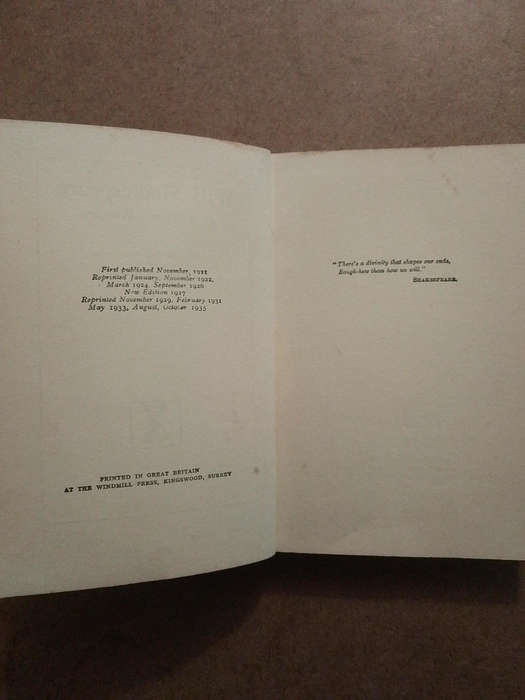 First published November, 1921
Reprinted January, November 1922,
March 1924, September 1926
New Edition 1927
Reprinted November 1929, February 1931
May 1933, August, October 1935
PRINTED IN GREAT BRITAIN
AT THE WINDMILL PRESS, KINGSWOOD, SURREY
"There's a divinity that shapes our ends,
Rough-hew them how we will."
SHAKESPEARE.